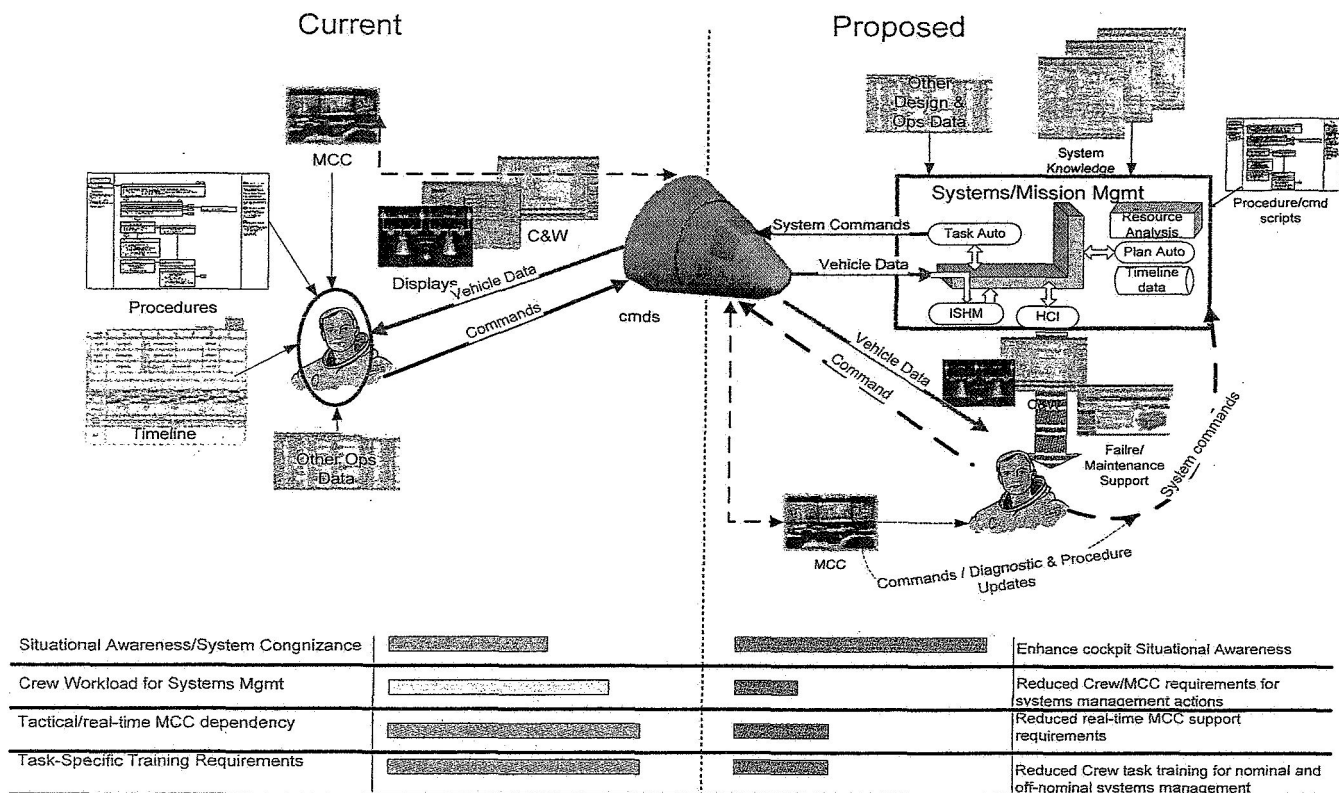 Current
Proposed
MCC
Procedures
Timeline
Other Ops
Data
Displays
C&W
Vehicle Data
Commands
cmds
Other
Design &
Ops Data
System
Knowledge
Procedure/cmd
scripts
Systems/Mission Mgmt
Task Auto
Resource
Analysis
Plan Auto
Timeline
data
ISHM
HCI
System Commands
Vehicle Data
Vehicle Data
Command
Failre/
Maintenance
Support
System commands
MCC
Commands / Diagnostic & Procedure
Updates
Situational Awareness/System Congnizance
Enhance cockpit Situational Awareness
Crew Workload for Systems Mgmt
Reduced Crew/MCC requirements for
systems management actions
Tactical/real-time MCC dependency
Reduced real-time MCC support
requirements
Task-Specific Training Requirements
Reduced Crew task training for nominal and
off-nominal systems management